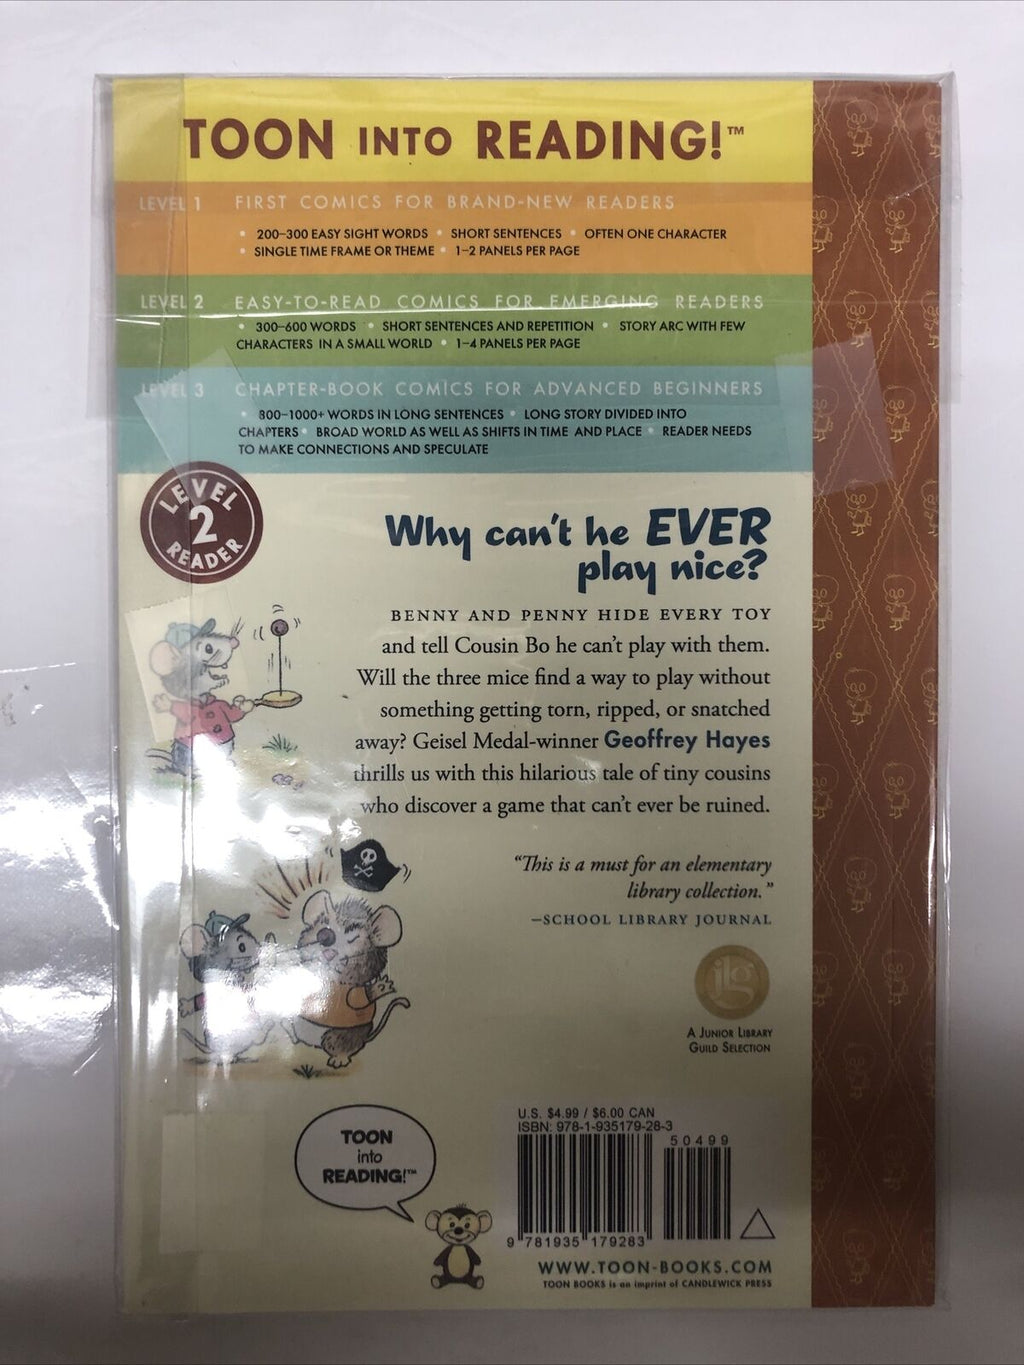 TOON INTO READING!™
LEVEL 1 FIRST COMICS FOR BRAND-NEW READERS
• 200–300 EASY SIGHT WORDS • SHORT SENTENCES • OFTEN ONE CHARACTER
• SINGLE TIME FRAME OR THEME • 1–2 PANELS PER PAGE
LEVEL 2 EASY-TO-READ COMICS FOR EMERGING READERS
• 300–600 WORDS • SHORT SENTENCES AND REPETITION • STORY ARC WITH FEW
CHARACTERS IN A SMALL WORLD • 1–4 PANELS PER PAGE
LEVEL 3 CHAPTER-BOOK COMICS FOR ADVANCED BEGINNERS
• 800–1000+ WORDS IN LONG SENTENCES • LONG STORY DIVIDED INTO
CHAPTERS • BROAD WORLD AS WELL AS SHIFTS IN TIME AND PLACE • READER NEEDS
TO MAKE CONNECTIONS AND SPECULATE
LEVEL
2
READER
Why can't he EVER
play nice?
BENNY AND PENNY HIDE EVERY TOY
and tell Cousin Bo he can't play with them.
Will the three mice find a way to play without
something getting torn, ripped, or snatched
away? Geisel Medal-winner Geoffrey Hayes
thrills us with this hilarious tale of tiny cousins
who discover a game that can't ever be ruined.
"This is a must for an elementary
library collection."
—SCHOOL LIBRARY JOURNAL
jlg
A JUNIOR LIBRARY
GUILD SELECTION
U.S. $4.99 / $6.00 CAN
ISBN: 978-1-935179-28-3
50499
9 781935 179283
TOON
into
READING!™
WWW.TOON-BOOKS.COM
TOON BOOKS is an imprint of CANDLEWICK PRESS